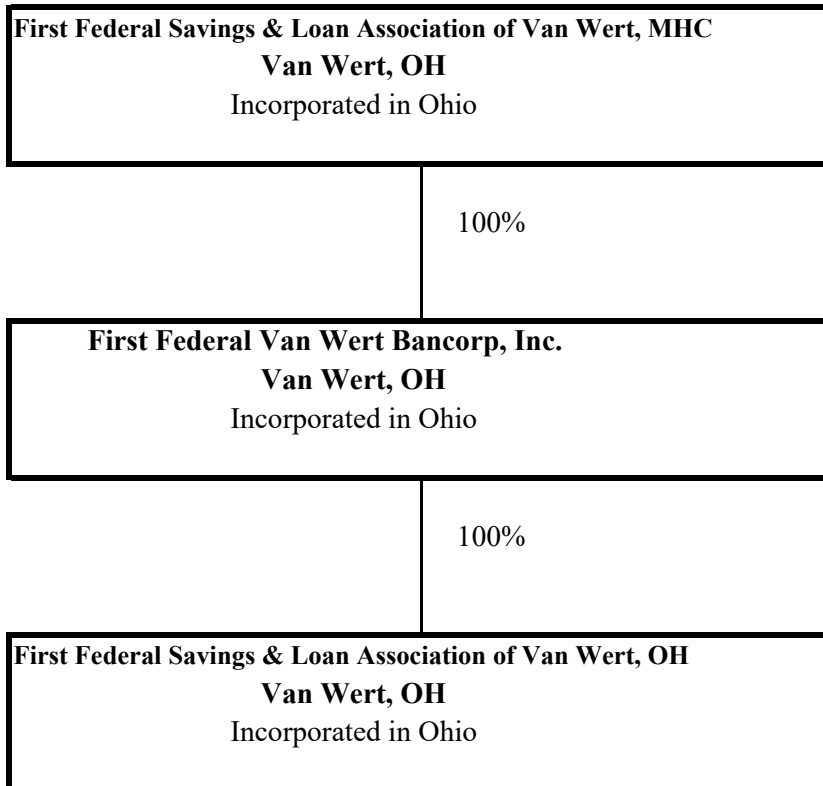 First Federal Savings & Loan Association of Van Wert, MHC
Van Wert, OH
Incorporated in Ohio
100%
First Federal Van Wert Bancorp, Inc.
Van Wert, OH
Incorporated in Ohio
100%
First Federal Savings & Loan Association of Van Wert, OH
Van Wert, OH
Incorporated in Ohio